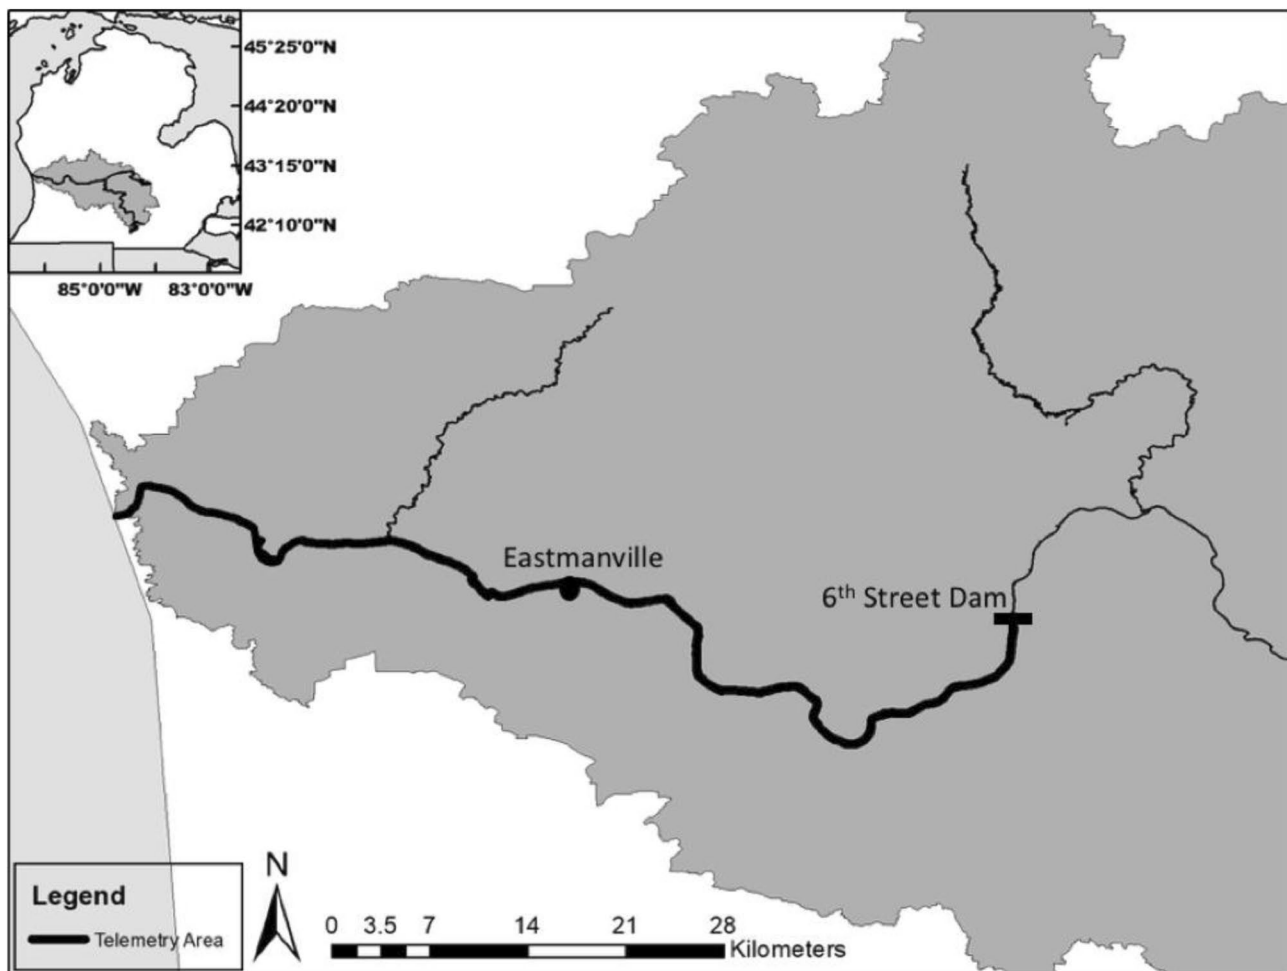 45°25'0"N
44°20'0"N
43°15'0"N
42°10'0"N
85°0'0"W 83°0'0"W
Eastmanville
6th Street Dam
Legend
Telemetry Area
N
0 3.5 7 14 21 28
Kilometers